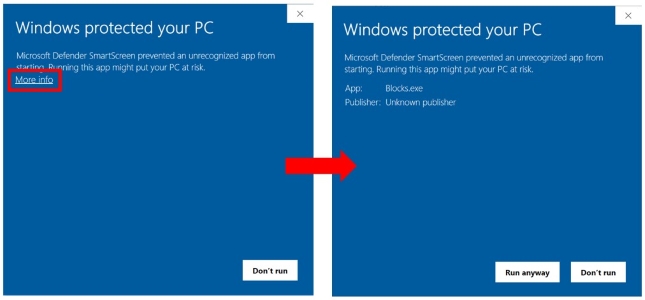 Windows protected your PC
Microsoft Defender SmartScreen prevented an unrecognized app from
starting. Running this app might put your PC at risk.
More info
Don't run
Windows protected your PC
Microsoft Defender SmartScreen prevented an unrecognized app from
starting. Running this app might put your PC at risk.
App: Blocks.exe
Publisher: Unknown publisher
Run anyway Don't run